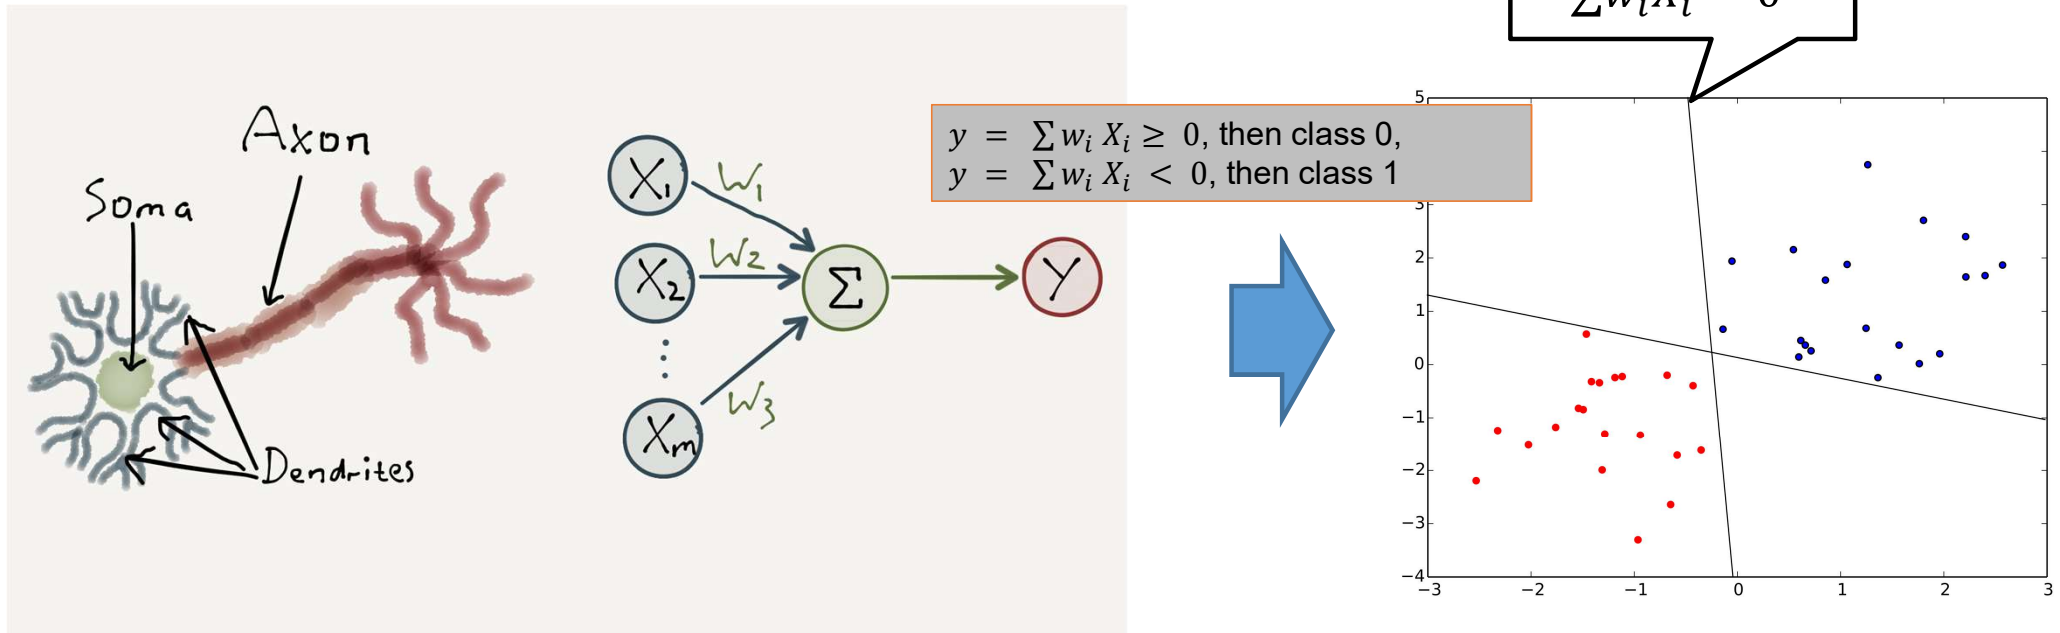 Axon
Soma
Dendrites
X₁
W₁
X₂
W₂
⋮
Xₘ
W₃
Σ
Y
y = ∑wᵢ Xᵢ ≥ 0, then class 0,
y = ∑wᵢ Xᵢ < 0, then class 1
5
3
2
1
0
−1
−2
−3
−4
−3 −2 −1 0 1 2 3